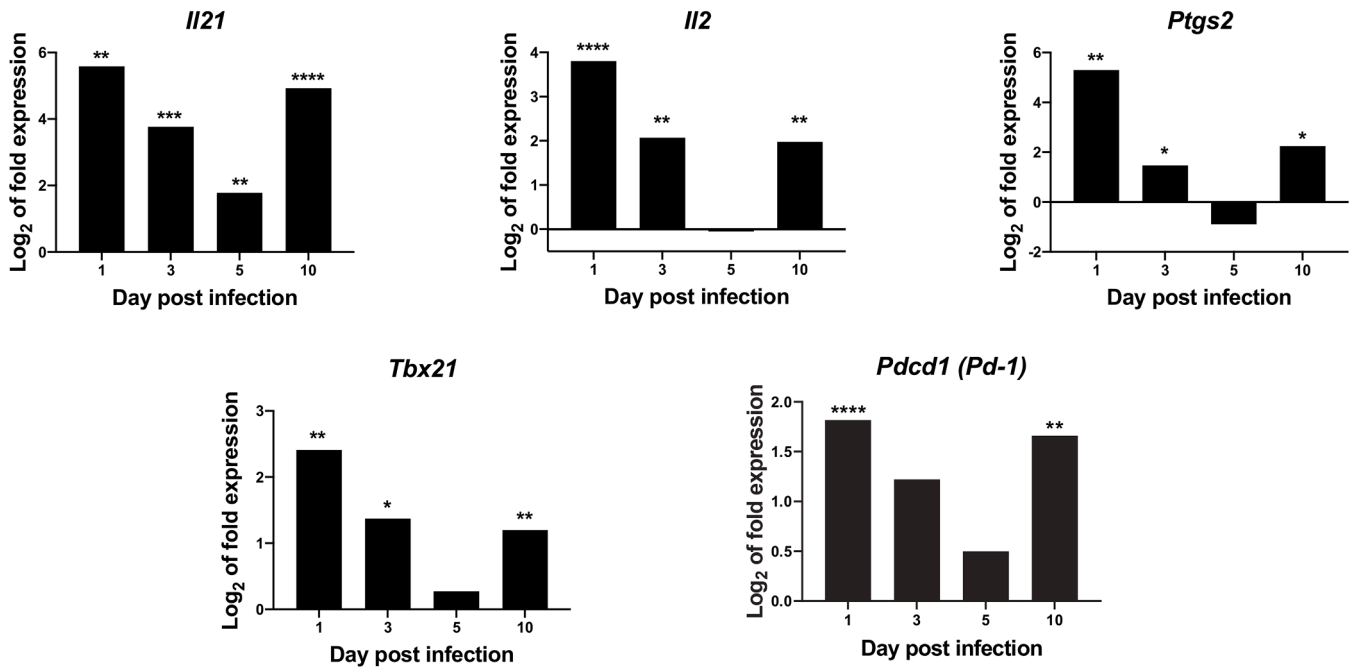 Il21
Log2 of fold expression
6
4
2
0
** *** ** ****
1 3 5 10
Day post infection
Il2
Log2 of fold expression
4
3
2
1
0
**** ** **
1 3 5 10
Day post infection
Ptgs2
Log2 of fold expression
6
4
2
0
-2
** * *
1 3 5 10
Day post infection
Tbx21
Log2 of fold expression
3
2
1
0
** * **
1 3 5 10
Day post infection
Pdcd1 (Pd-1)
Log2 of fold expression
2.0
1.5
1.0
0.5
0.0
**** **
1 3 5 10
Day post infection